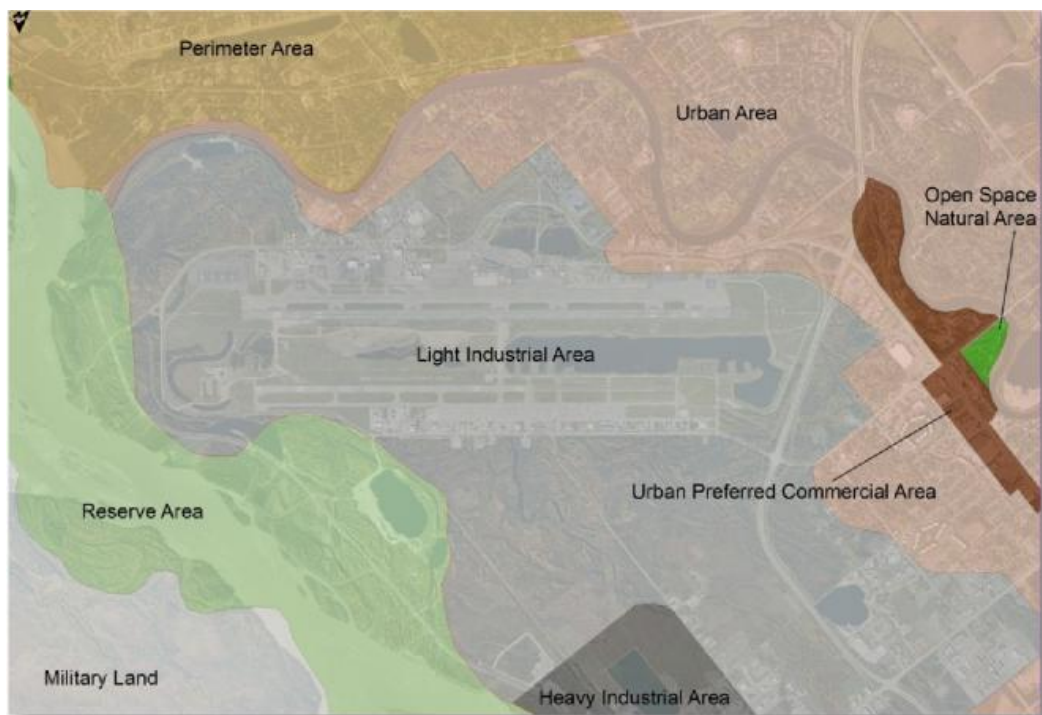 Perimeter Area
Urban Area
Open Space
Natural Area
Light Industrial Area
Urban Preferred Commercial Area
Reserve Area
Military Land
Heavy Industrial Area